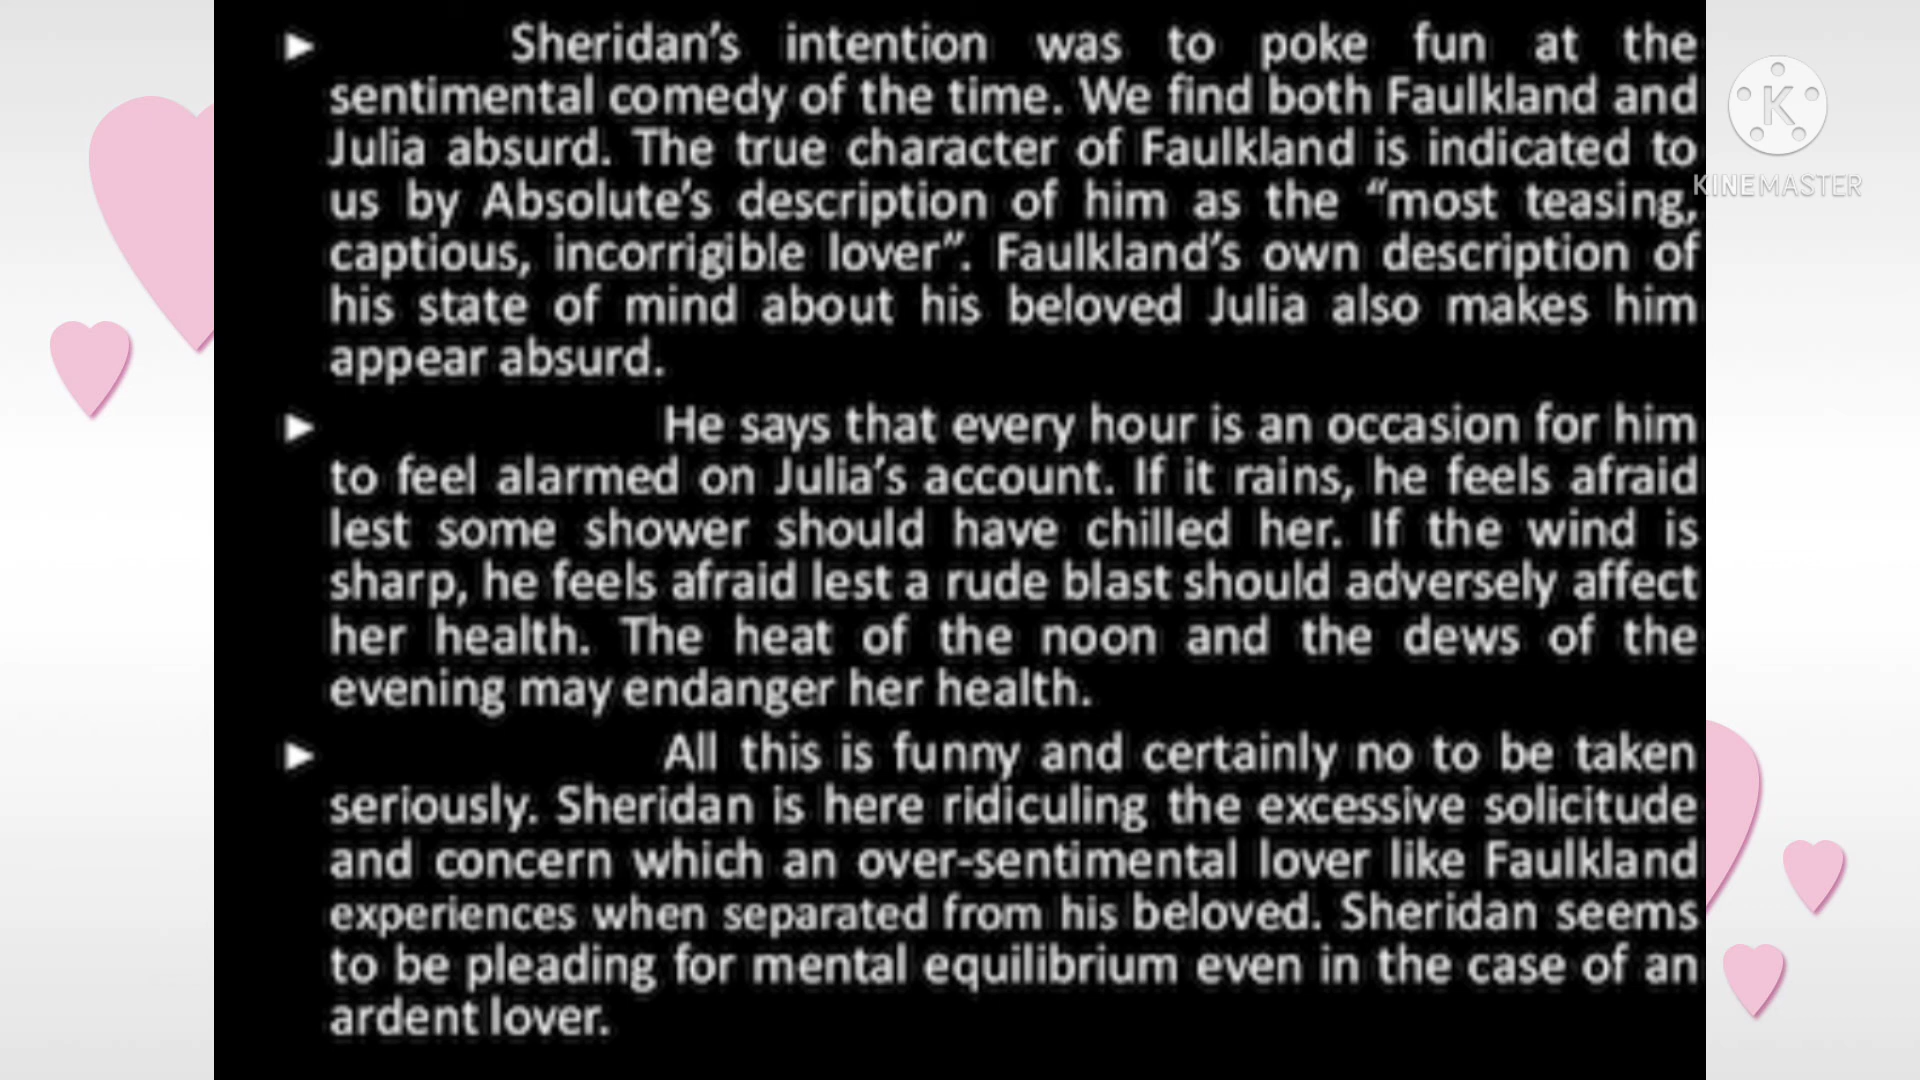 ► Sheridan’s intention was to poke fun at the
sentimental comedy of the time. We find both Faulkland and
Julia absurd. The true character of Faulkland is indicated to
us by Absolute’s description of him as the “most teasing,
captious, incorrigible lover”. Faulkland’s own description of
his state of mind about his beloved Julia also makes him
appear absurd.
► He says that every hour is an occasion for him
to feel alarmed on Julia’s account. If it rains, he feels afraid
lest some shower should have chilled her. If the wind is
sharp, he feels afraid lest a rude blast should adversely affect
her health. The heat of the noon and the dews of the
evening may endanger her health.
► All this is funny and certainly no to be taken
seriously. Sheridan is here ridiculing the excessive solicitude
and concern which an over-sentimental lover like Faulkland
experiences when separated from his beloved. Sheridan seems
to be pleading for mental equilibrium even in the case of an
ardent lover.
K
KINEMASTER